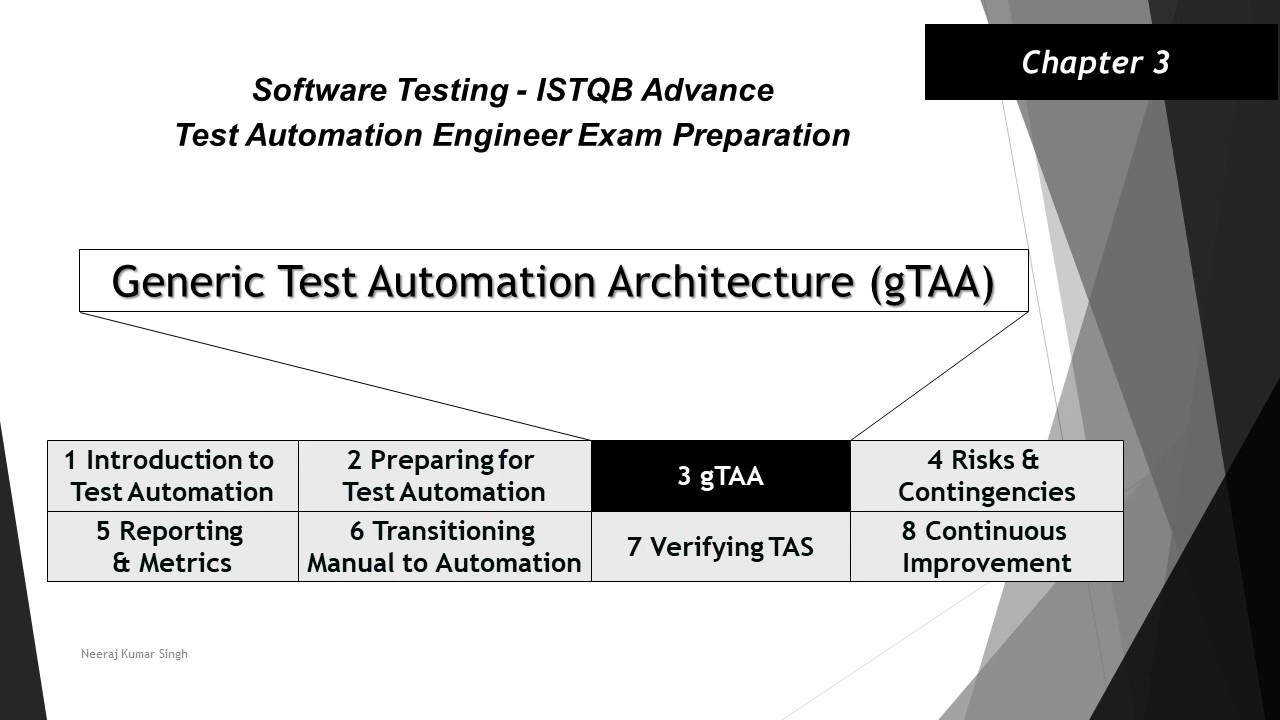 Chapter 3
Software Testing - ISTQB Advance
Test Automation Engineer Exam Preparation
Generic Test Automation Architecture (gTAA)
1 Introduction to
Test Automation
2 Preparing for
Test Automation
3 gTAA
4 Risks &
Contingencies
5 Reporting
& Metrics
6 Transitioning
Manual to Automation
7 Verifying TAS
8 Continuous
Improvement
Neeraj Kumar Singh